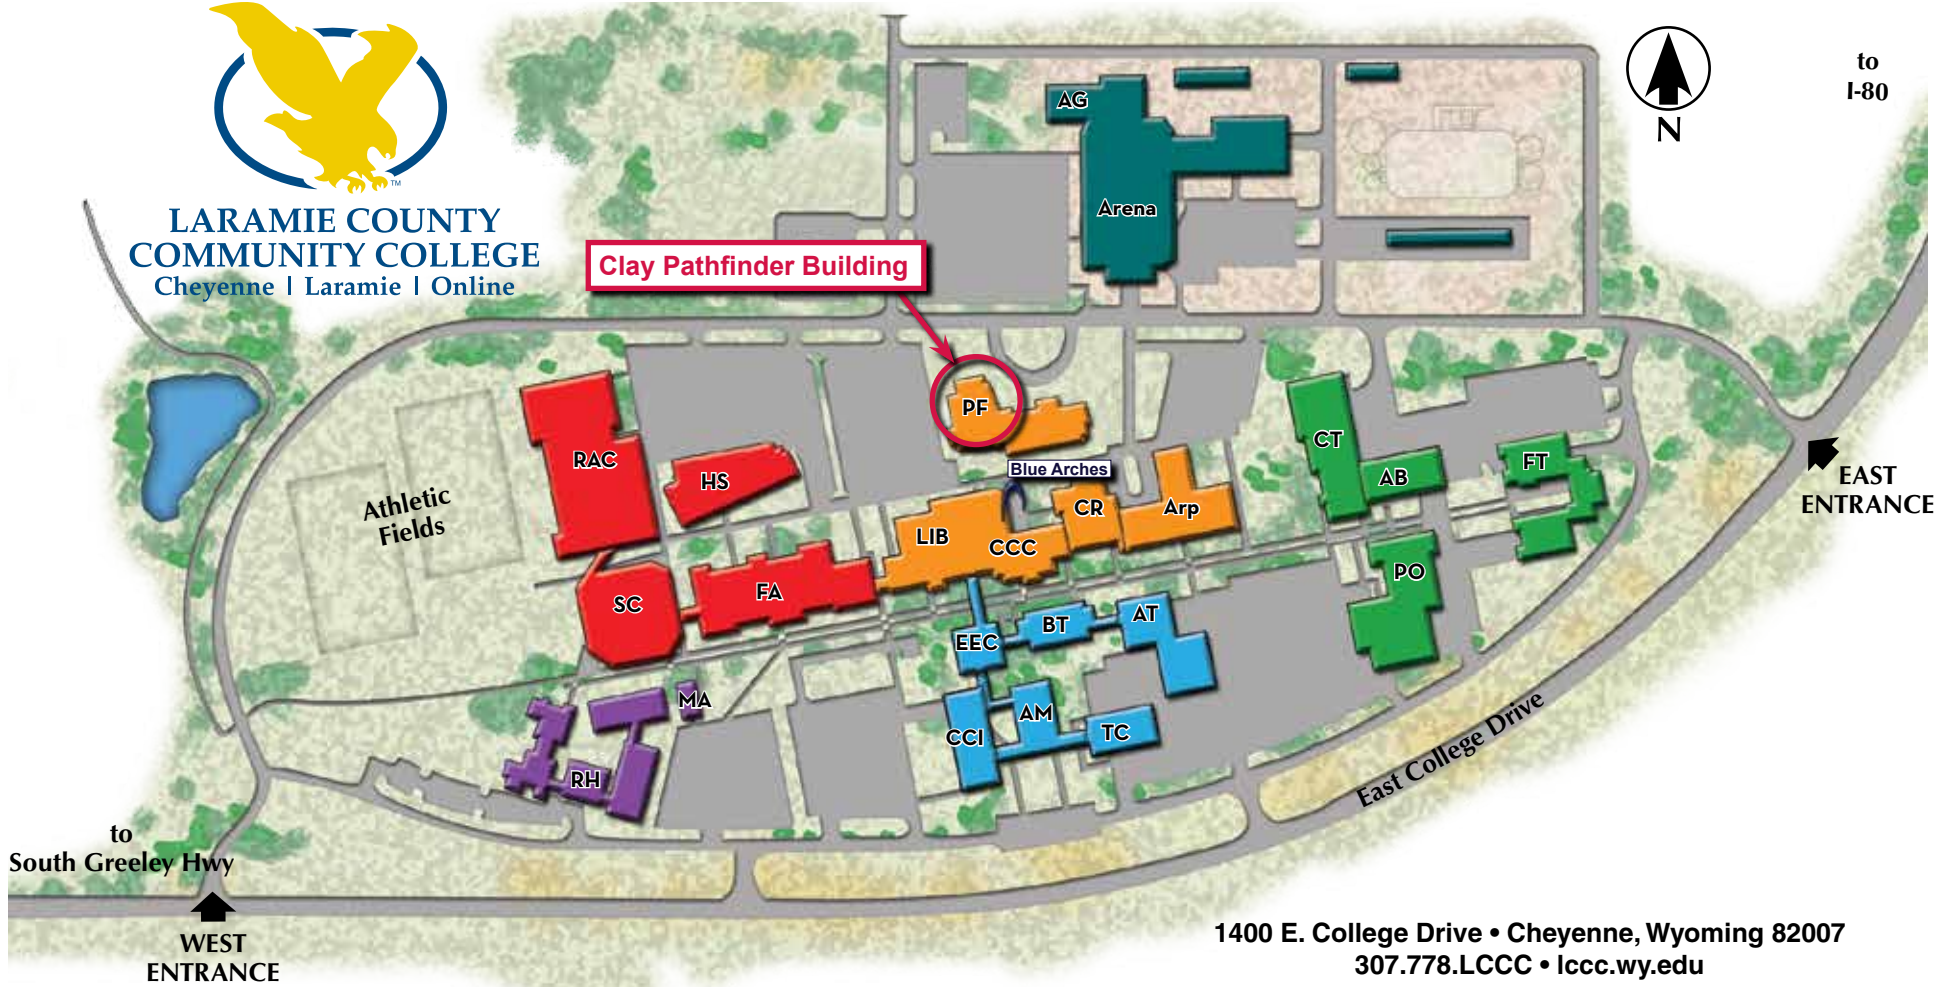 LARAMIE COUNTY
COMMUNITY COLLEGE
Cheyenne | Laramie | Online
TM
N
to
I-80
AG
Arena
Clay Pathfinder Building
PF
Blue Arches
RAC
HS
LIB
CCC
CR
Arp
CT
AB
FT
EAST
ENTRANCE
Athletic
Fields
SC
FA
PO
EEC
BT
AT
MA
RH
CCI
AM
TC
East College Drive
to
South Greeley Hwy
WEST
ENTRANCE
1400 E. College Drive • Cheyenne, Wyoming 82007
307.778.LCCC • lccc.wy.edu